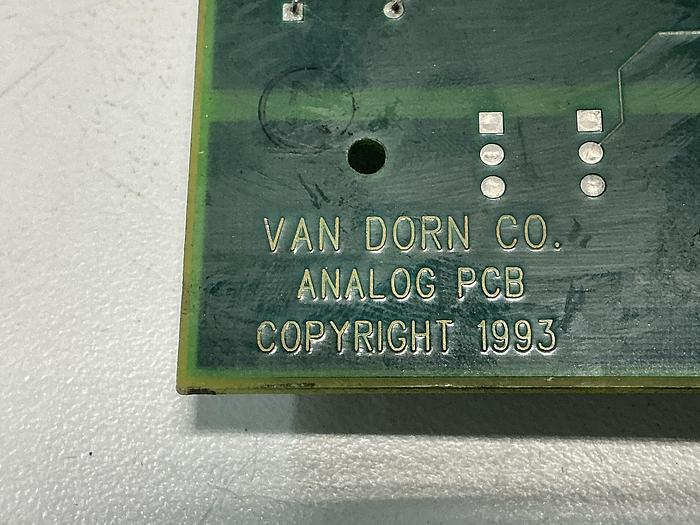 VAN DORN CO.
ANALOG PCB
COPYRIGHT 1993